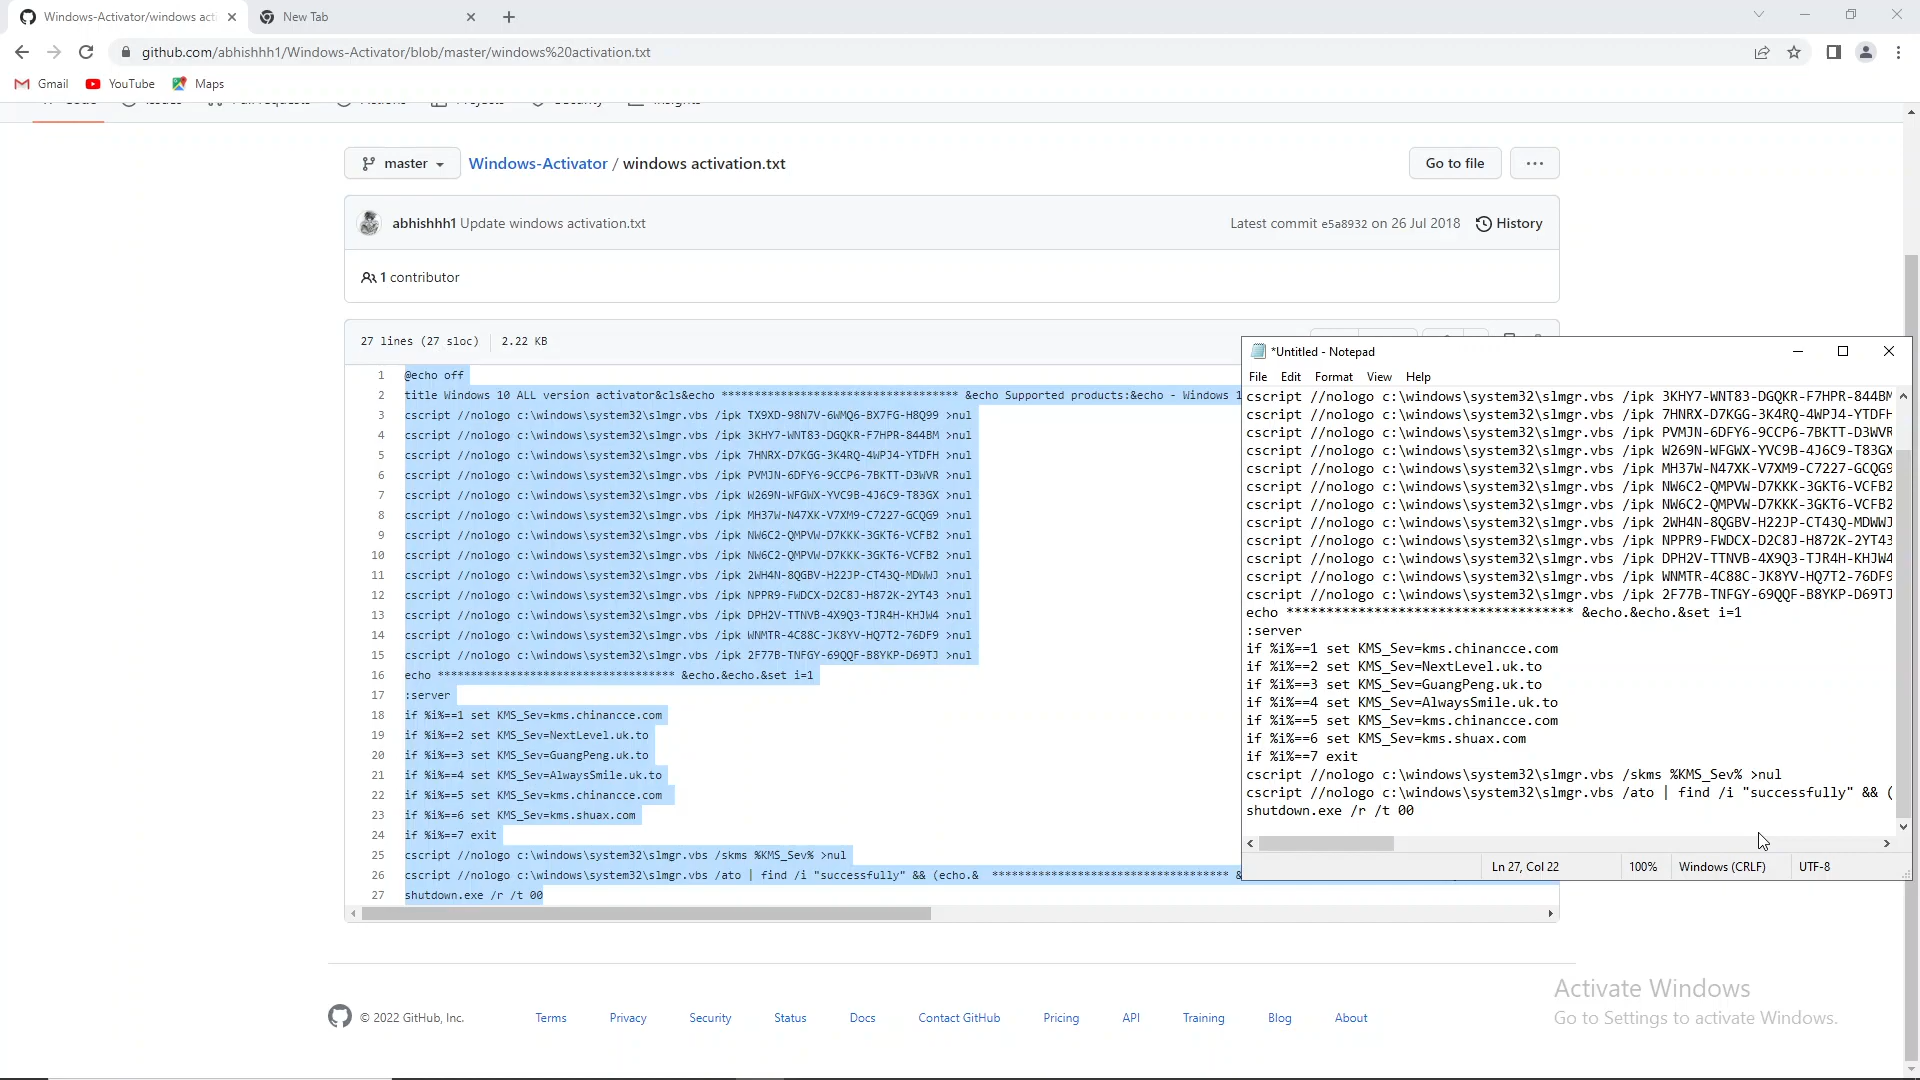 Windows-Activator/windows acti
New Tab
github.com/abhishhh1/Windows-Activator/blob/master/windows%20activation.txt
Gmail
YouTube
Maps
master
Windows-Activator / windows activation.txt
Go to file
...
abhishhh1 Update windows activation.txt
Latest commit e5a8932 on 26 Jul 2018
History
1 contributor
27 lines (27 sloc)
2.22 KB
1 @echo off
2 title Windows 10 ALL version activator&cls&echo ************************************ &echo Supported products:&echo - Windows 1
3 cscript //nologo c:\windows\system32\slmgr.vbs /ipk TX9XD-98N7V-6WMQ6-BX7FG-H8Q99 >nul
4 cscript //nologo c:\windows\system32\slmgr.vbs /ipk 3KHY7-WNT83-DGQKR-F7HPR-844BM >nul
5 cscript //nologo c:\windows\system32\slmgr.vbs /ipk 7HNRX-D7KGG-3K4RQ-4WPJ4-YTDFH >nul
6 cscript //nologo c:\windows\system32\slmgr.vbs /ipk PVMJN-6DFY6-9CCP6-7BKTT-D3WVR >nul
7 cscript //nologo c:\windows\system32\slmgr.vbs /ipk W269N-WFGWX-YVC9B-4J6C9-T83GX >nul
8 cscript //nologo c:\windows\system32\slmgr.vbs /ipk MH37W-N47XK-V7XM9-C7227-GCQG9 >nul
9 cscript //nologo c:\windows\system32\slmgr.vbs /ipk NW6C2-QMPVW-D7KKK-3GKT6-VCFB2 >nul
10 cscript //nologo c:\windows\system32\slmgr.vbs /ipk NW6C2-QMPVW-D7KKK-3GKT6-VCFB2 >nul
11 cscript //nologo c:\windows\system32\slmgr.vbs /ipk 2WH4N-8QGBV-H22JP-CT43Q-MDWWJ >nul
12 cscript //nologo c:\windows\system32\slmgr.vbs /ipk NPPR9-FWDCX-D2C8J-H872K-2YT43 >nul
13 cscript //nologo c:\windows\system32\slmgr.vbs /ipk DPH2V-TTNVB-4X9Q3-TJR4H-KHJW4 >nul
14 cscript //nologo c:\windows\system32\slmgr.vbs /ipk WNMTR-4C88C-JK8YV-HQ7T2-76DF9 >nul
15 cscript //nologo c:\windows\system32\slmgr.vbs /ipk 2F77B-TNFGY-69QQF-B8YKP-D69TJ >nul
16 echo ************************************ &echo.&echo.&set i=1
17 :server
18 if %i%==1 set KMS_Sev=kms.chinancce.com
19 if %i%==2 set KMS_Sev=NextLevel.uk.to
20 if %i%==3 set KMS_Sev=GuangPeng.uk.to
21 if %i%==4 set KMS_Sev=AlwaysSmile.uk.to
22 if %i%==5 set KMS_Sev=kms.chinancce.com
23 if %i%==6 set KMS_Sev=kms.shuax.com
24 if %i%==7 exit
25 cscript //nologo c:\windows\system32\slmgr.vbs /skms %KMS_Sev% >nul
26 cscript //nologo c:\windows\system32\slmgr.vbs /ato | find /i "successfully" && (echo.& ************************************ &
27 shutdown.exe /r /t 00
*Untitled - Notepad
File Edit Format View Help
cscript //nologo c:\windows\system32\slmgr.vbs /ipk 3KHY7-WNT83-DGQKR-F7HPR-844BM
cscript //nologo c:\windows\system32\slmgr.vbs /ipk 7HNRX-D7KGG-3K4RQ-4WPJ4-YTDFH
cscript //nologo c:\windows\system32\slmgr.vbs /ipk PVMJN-6DFY6-9CCP6-7BKTT-D3WVR
cscript //nologo c:\windows\system32\slmgr.vbs /ipk W269N-WFGWX-YVC9B-4J6C9-T83GX
cscript //nologo c:\windows\system32\slmgr.vbs /ipk MH37W-N47XK-V7XM9-C7227-GCQG9
cscript //nologo c:\windows\system32\slmgr.vbs /ipk NW6C2-QMPVW-D7KKK-3GKT6-VCFB2
cscript //nologo c:\windows\system32\slmgr.vbs /ipk NW6C2-QMPVW-D7KKK-3GKT6-VCFB2
cscript //nologo c:\windows\system32\slmgr.vbs /ipk 2WH4N-8QGBV-H22JP-CT43Q-MDWWJ
cscript //nologo c:\windows\system32\slmgr.vbs /ipk NPPR9-FWDCX-D2C8J-H872K-2YT43
cscript //nologo c:\windows\system32\slmgr.vbs /ipk DPH2V-TTNVB-4X9Q3-TJR4H-KHJW4
cscript //nologo c:\windows\system32\slmgr.vbs /ipk WNMTR-4C88C-JK8YV-HQ7T2-76DF9
cscript //nologo c:\windows\system32\slmgr.vbs /ipk 2F77B-TNFGY-69QQF-B8YKP-D69TJ
echo ************************************ &echo.&echo.&set i=1
:server
if %i%==1 set KMS_Sev=kms.chinancce.com
if %i%==2 set KMS_Sev=NextLevel.uk.to
if %i%==3 set KMS_Sev=GuangPeng.uk.to
if %i%==4 set KMS_Sev=AlwaysSmile.uk.to
if %i%==5 set KMS_Sev=kms.chinancce.com
if %i%==6 set KMS_Sev=kms.shuax.com
if %i%==7 exit
cscript //nologo c:\windows\system32\slmgr.vbs /skms %KMS_Sev% >nul
cscript //nologo c:\windows\system32\slmgr.vbs /ato | find /i "successfully" && (
shutdown.exe /r /t 00
Ln 27, Col 22
100%
Windows (CRLF)
UTF-8
Activate Windows
Go to Settings to activate Windows.
© 2022 GitHub, Inc.
Terms
Privacy
Security
Status
Docs
Contact GitHub
Pricing
API
Training
Blog
About